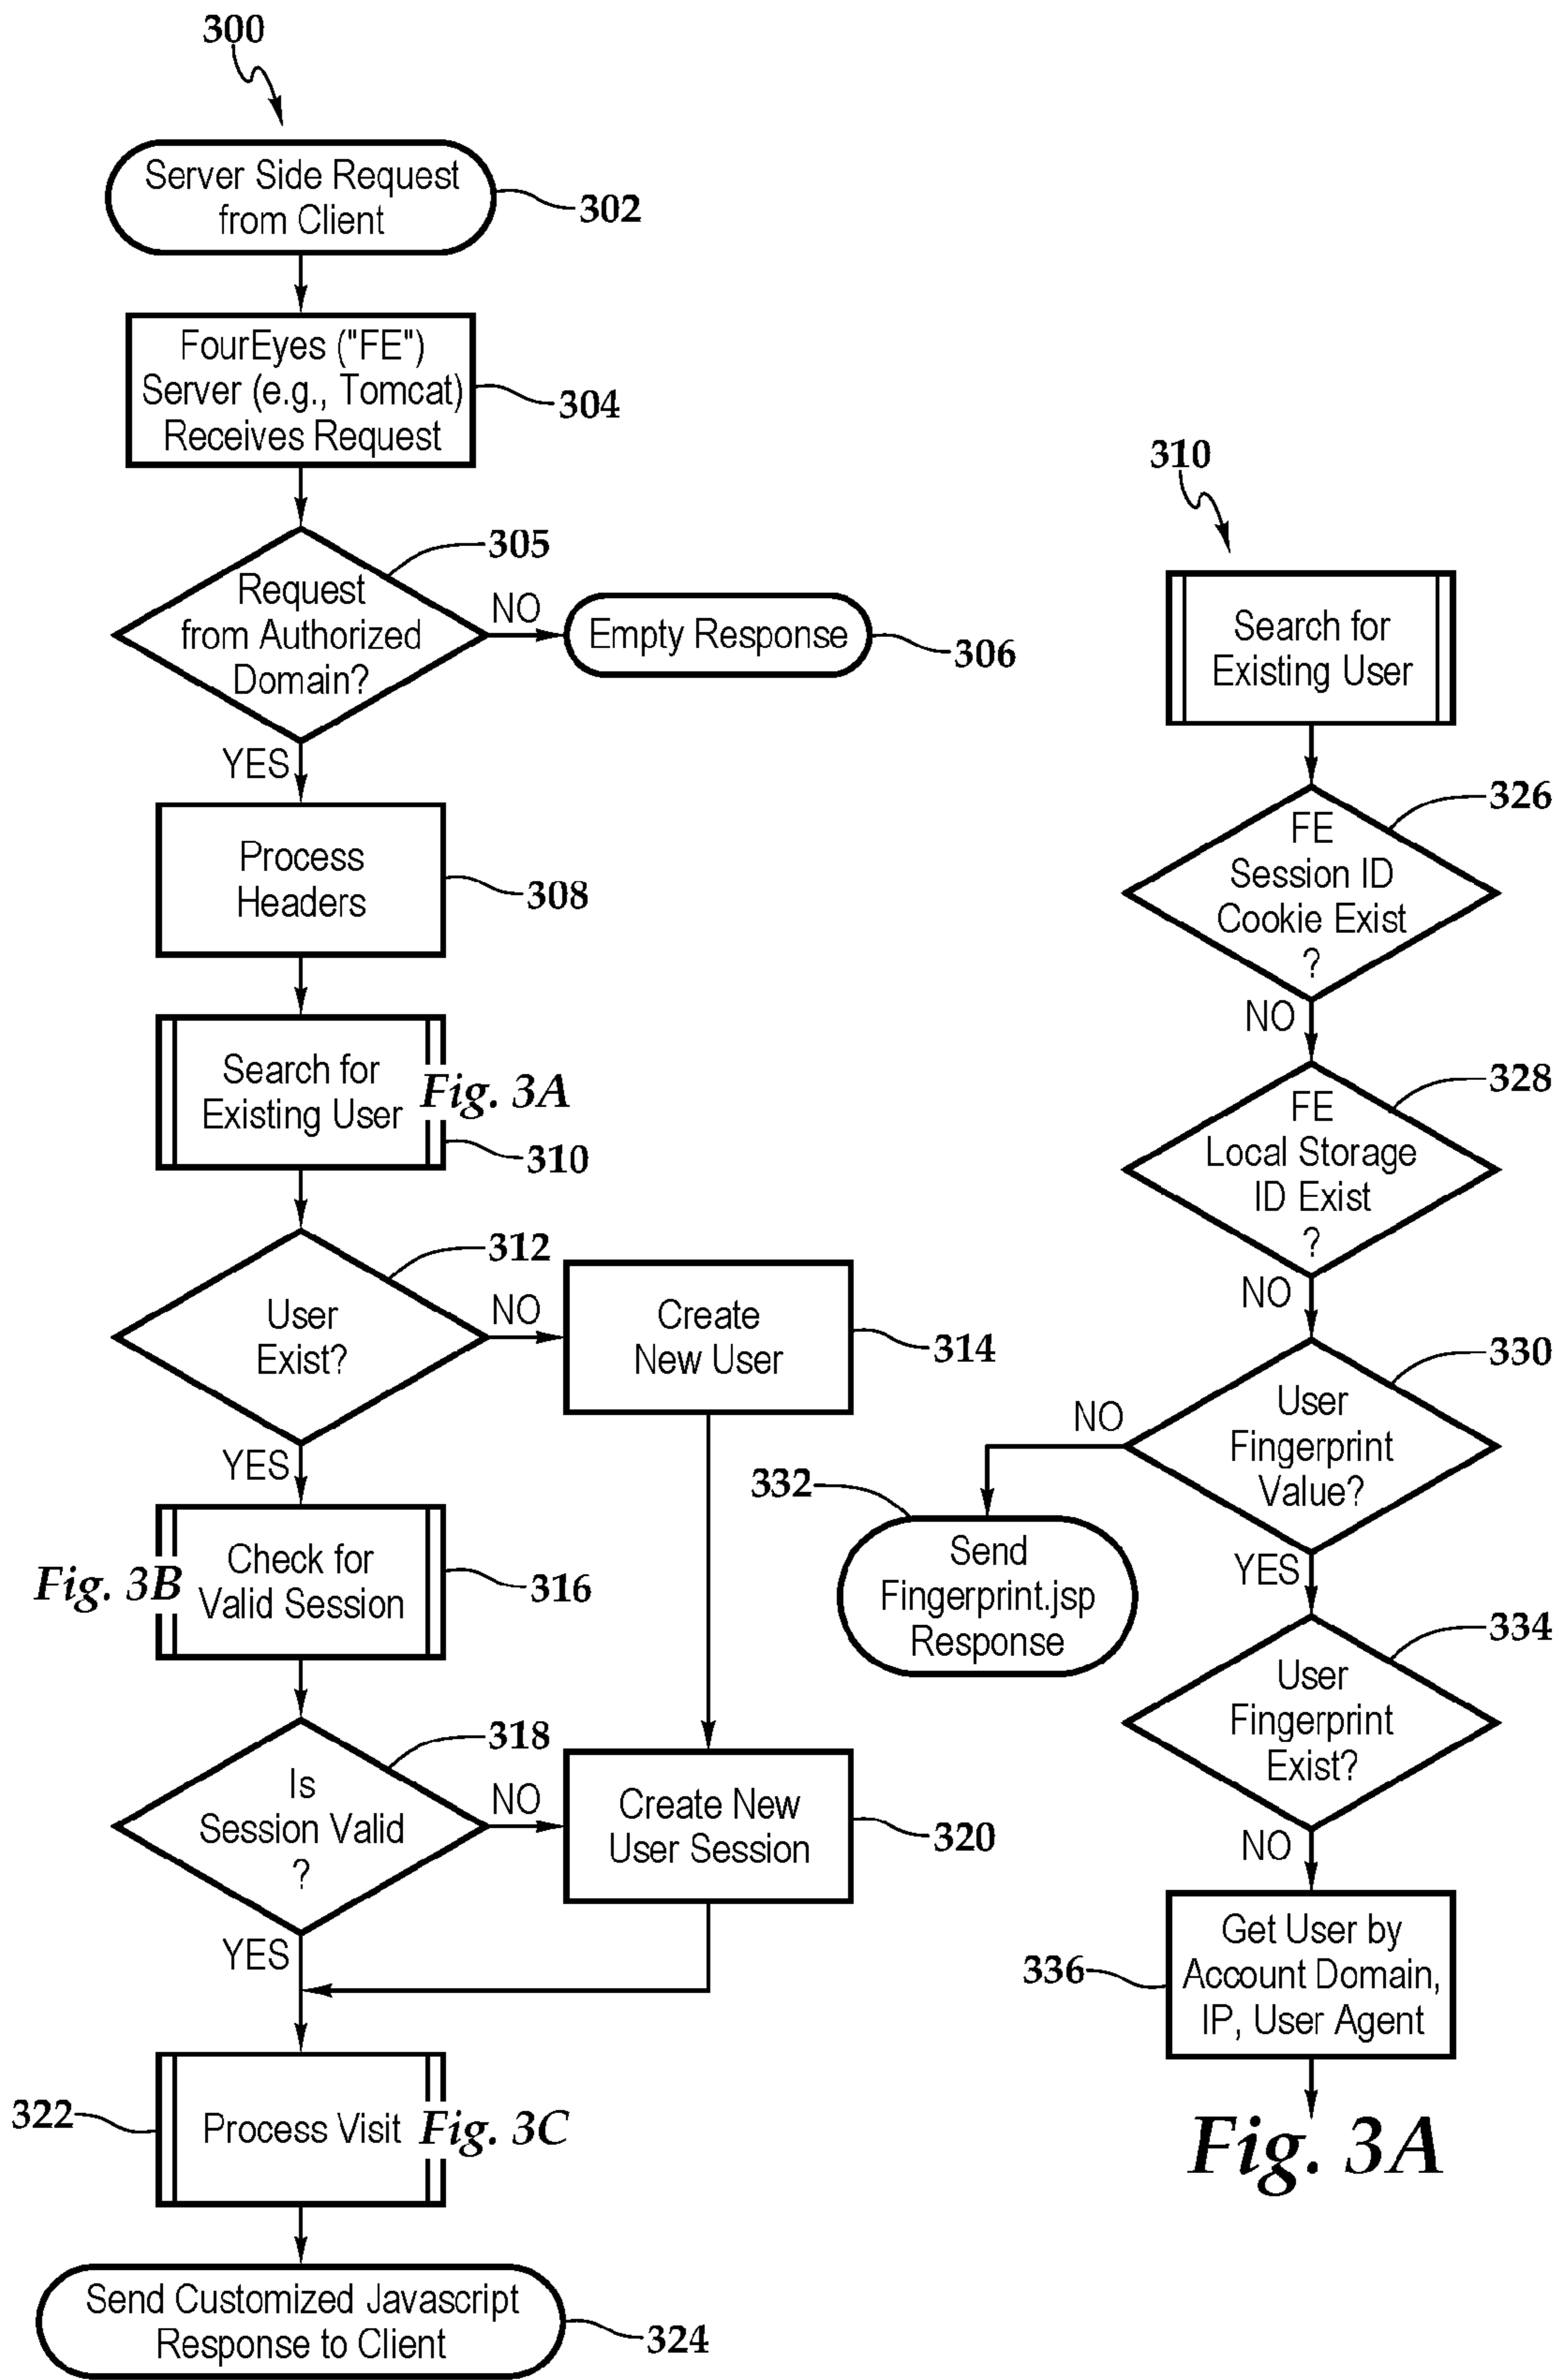 300
Server Side Request
from Client
302
FourEyes ("FE")
Server (e.g., Tomcat)
Receives Request
304
305
Request
from Authorized
Domain?
NO
Empty Response
306
YES
Process
Headers
308
Search for
Existing User
Fig. 3A
310
312
User
Exist?
NO
Create
New User
314
YES
Fig. 3B
Check for
Valid Session
316
318
Is
Session Valid
?
NO
Create New
User Session
320
YES
322
Process Visit
Fig. 3C
Send Customized Javascript
Response to Client
324
310
Search for
Existing User
326
FE
Session ID
Cookie Exist
?
NO
328
FE
Local Storage
ID Exist
?
NO
330
User
Fingerprint
Value?
NO
332
Send
Fingerprint.jsp
Response
YES
334
User
Fingerprint
Exist?
NO
336
Get User by
Account Domain,
IP, User Agent
Fig. 3A